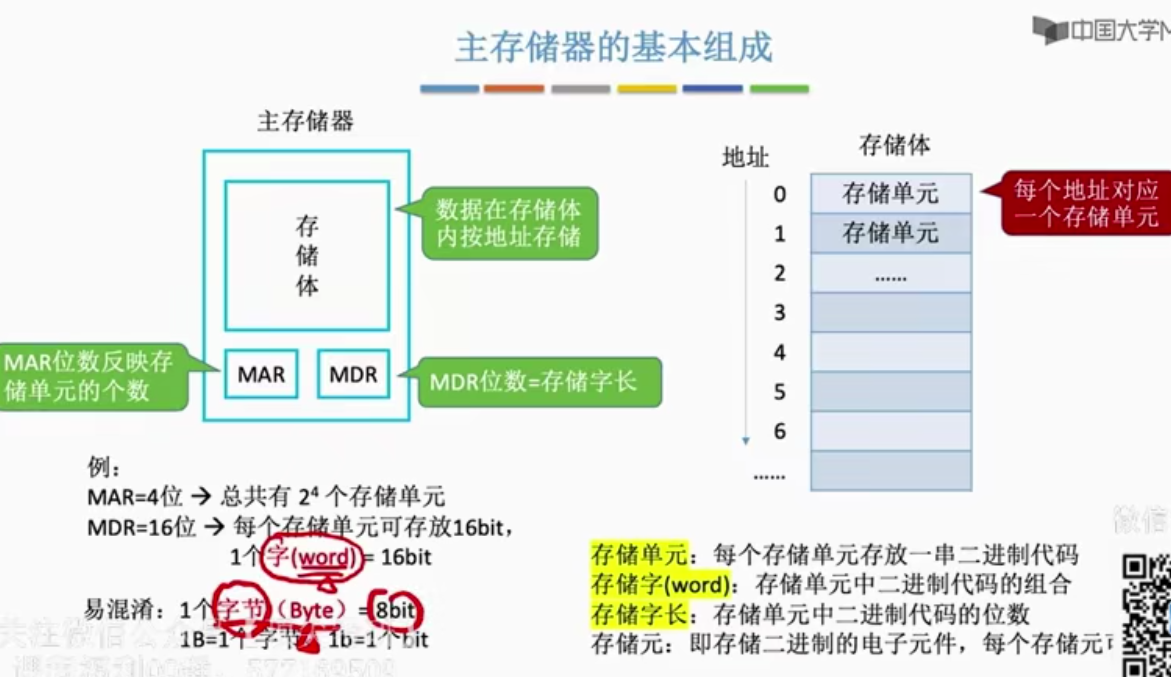 中国大学M
主存储器的基本组成
主存储器
存储体
MAR
MDR
数据在存储体
内按地址存储
MAR位数反映存
储单元的个数
MDR位数=存储字长
地址
存储体
0
存储单元
1
存储单元
2
……
3
4
5
6
……
每个地址对应
一个存储单元
例：
MAR=4位 → 总共有 2⁴ 个存储单元
MDR=16位 → 每个存储单元可存放16bit，
1个字(word) = 16bit
易混淆：1个字节（Byte）= 8bit
1B=1个字节， 1b=1个bit
存储单元：每个存储单元存放一串二进制代码
存储字(word)：存储单元中二进制代码的组合
存储字长：存储单元中二进制代码的位数
存储元：即存储二进制的电子元件，每个存储元
微信
关注微信公众